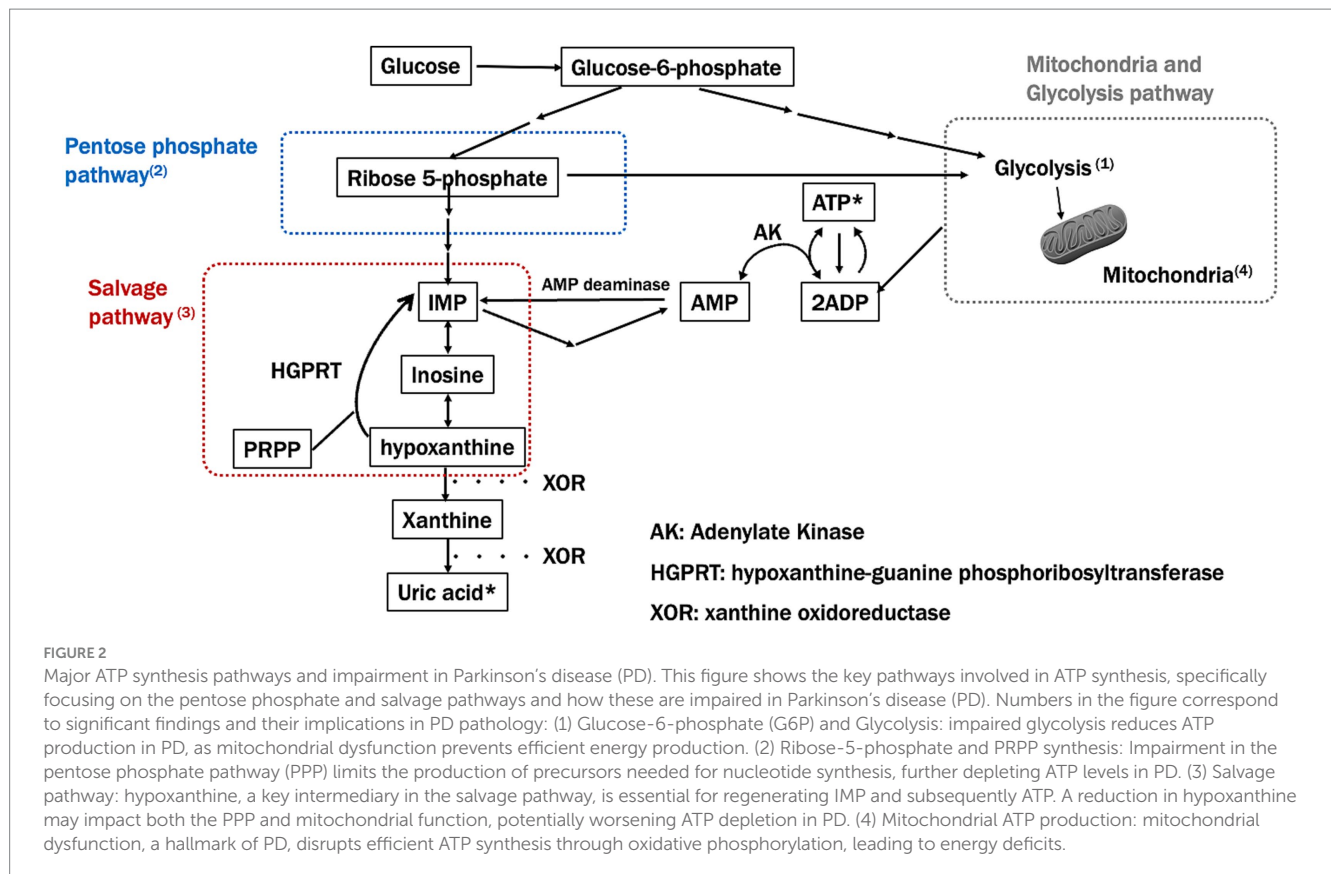 Glucose
Glucose-6-phosphate
Mitochondria and
Glycolysis pathway
Pentose phosphate
pathway(2)
Ribose 5-phosphate
Glycolysis (1)
ATP*
AK
Mitochondria(4)
Salvage
pathway (3)
IMP
AMP deaminase
AMP
2ADP
HGPRT
Inosine
PRPP
hypoxanthine
XOR
Xanthine
XOR
Uric acid*
AK: Adenylate Kinase
HGPRT: hypoxanthine-guanine phosphoribosyltransferase
XOR: xanthine oxidoreductase
FIGURE 2
Major ATP synthesis pathways and impairment in Parkinson's disease (PD). This figure shows the key pathways involved in ATP synthesis, specifically
focusing on the pentose phosphate and salvage pathways and how these are impaired in Parkinson's disease (PD). Numbers in the figure correspond
to significant findings and their implications in PD pathology: (1) Glucose-6-phosphate (G6P) and Glycolysis: impaired glycolysis reduces ATP
production in PD, as mitochondrial dysfunction prevents efficient energy production. (2) Ribose-5-phosphate and PRPP synthesis: Impairment in the
pentose phosphate pathway (PPP) limits the production of precursors needed for nucleotide synthesis, further depleting ATP levels in PD. (3) Salvage
pathway: hypoxanthine, a key intermediary in the salvage pathway, is essential for regenerating IMP and subsequently ATP. A reduction in hypoxanthine
may impact both the PPP and mitochondrial function, potentially worsening ATP depletion in PD. (4) Mitochondrial ATP production: mitochondrial
dysfunction, a hallmark of PD, disrupts efficient ATP synthesis through oxidative phosphorylation, leading to energy deficits.